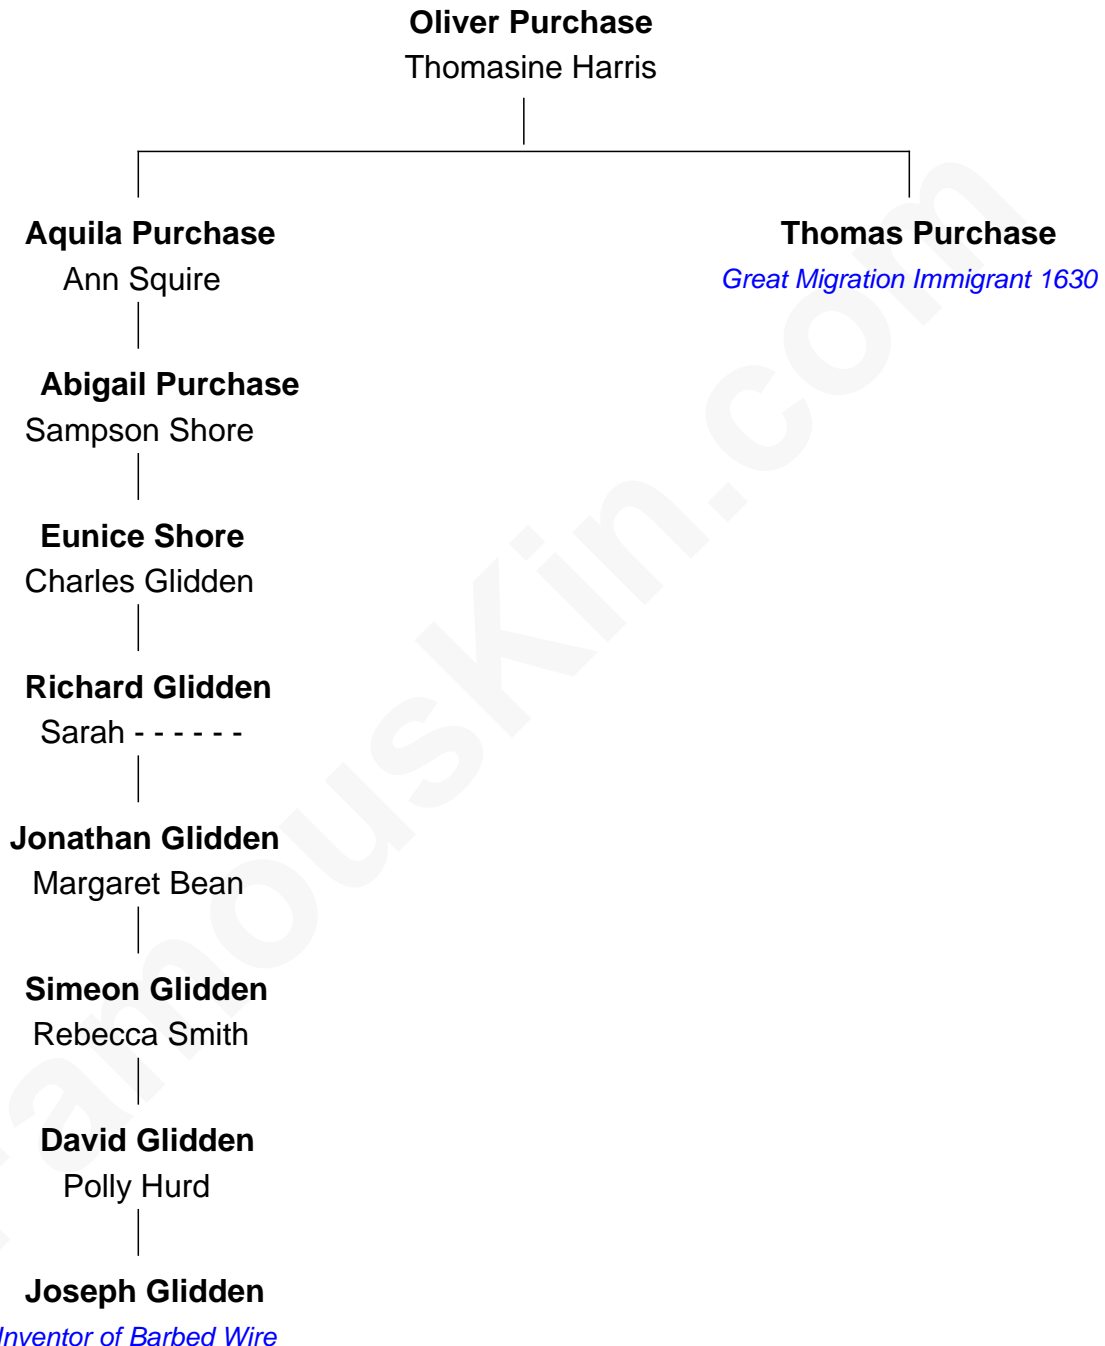 Oliver Purchase
Thomasine Harris
Aquila Purchase
Ann Squire
Thomas Purchase
Great Migration Immigrant 1630
Abigail Purchase
Sampson Shore
Eunice Shore
Charles Glidden
Richard Glidden
Sarah - - - - - -
Jonathan Glidden
Margaret Bean
Simeon Glidden
Rebecca Smith
David Glidden
Polly Hurd
Joseph Glidden
Inventor of Barbed Wire
FamousKin.com